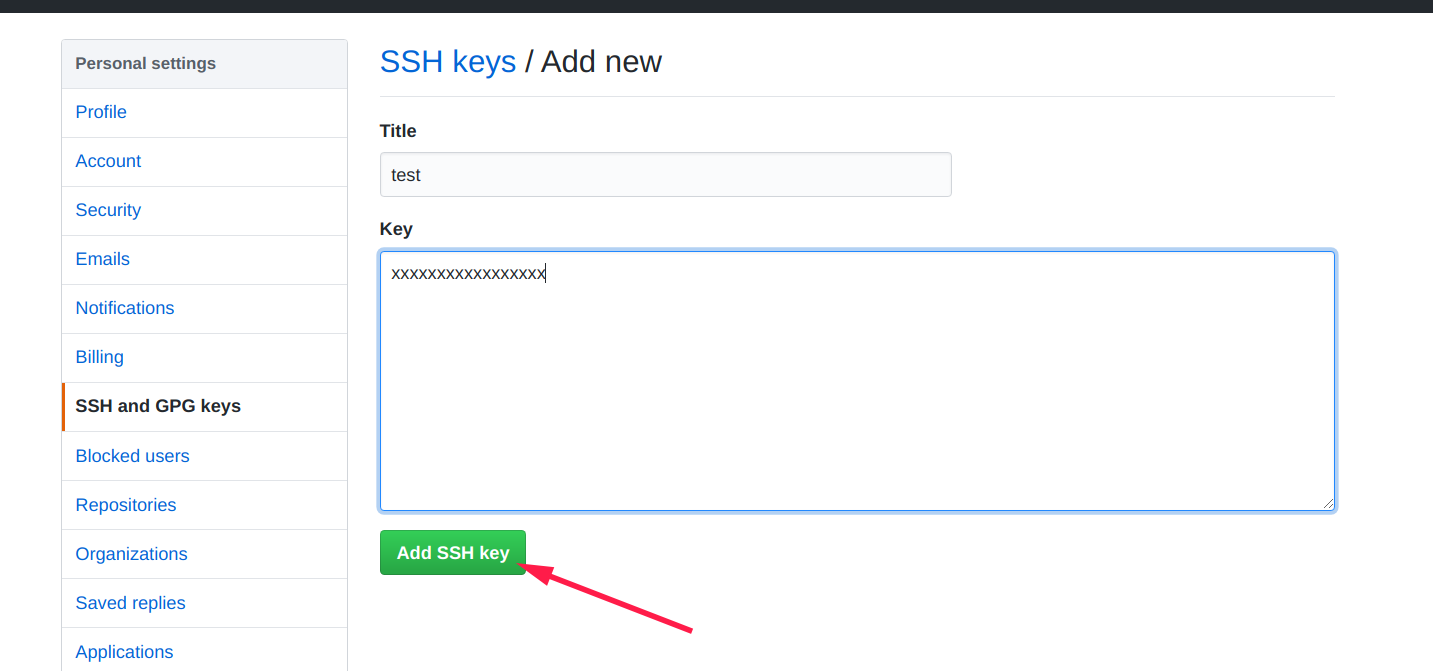 Personal settings
Profile
Account
Security
Emails
Notifications
Billing
SSH and GPG keys
Blocked users
Repositories
Organizations
Saved replies
Applications
SSH keys / Add new
Title
test
Key
xxxxxxxxxxxxxxxxx
Add SSH key